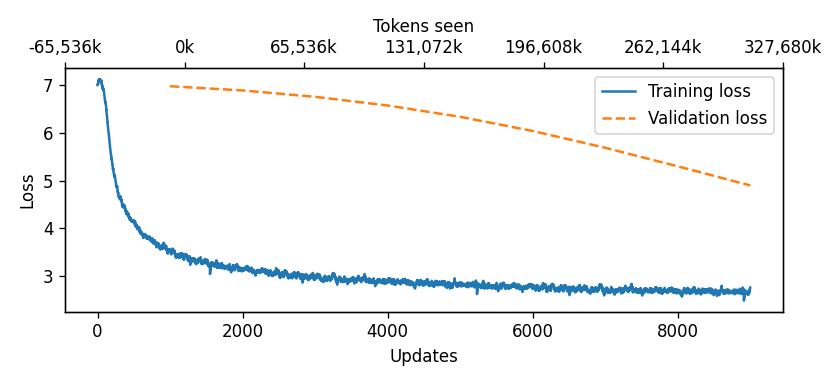 Tokens seen
-65,536k 0k 65,536k 131,072k 196,608k 262,144k 327,680k
7
Training loss
Validation loss
6
5
4
3
Loss
0 2000 4000 6000 8000
Updates